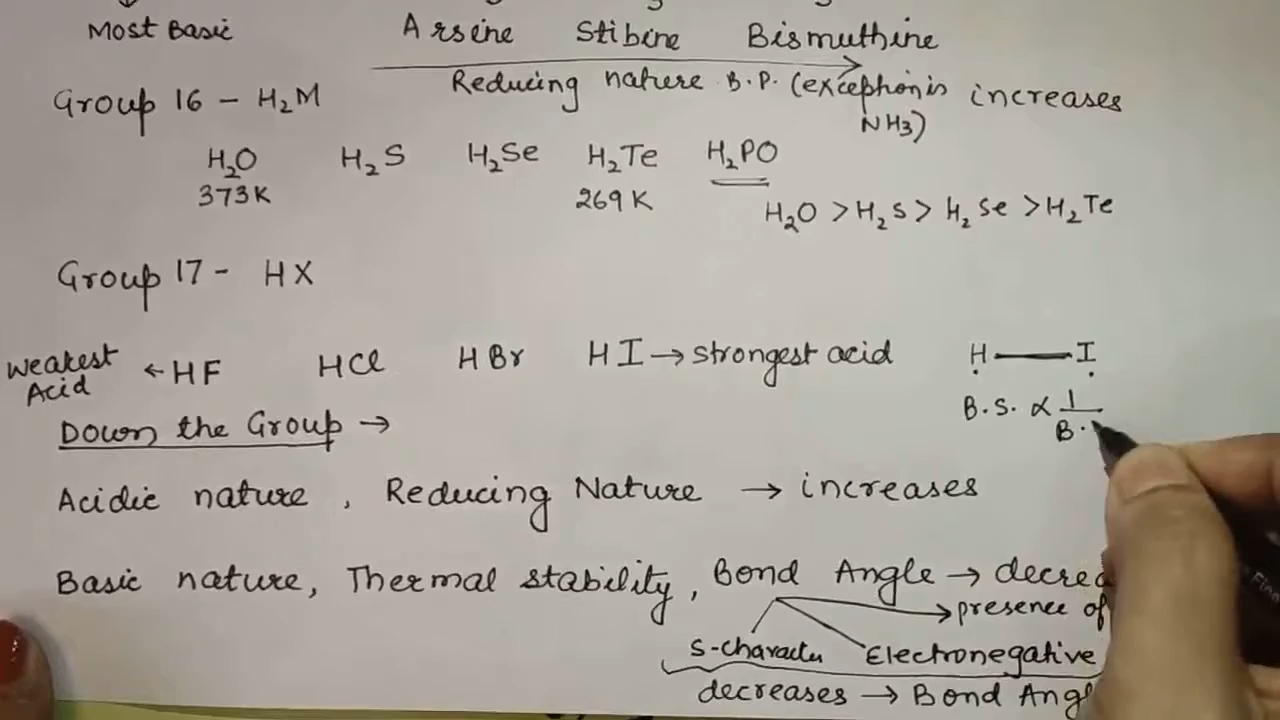 Most Basic
Arsine Stibine Bismuthine
Reducing nature B.P. (exception is NH3) increases
Group 16 - H2M
H2O H2S H2Se H2Te H2PO
373K 269K
H2O > H2S > H2Se > H2Te
Group 17 - HX
Weakest Acid ← HF HCl HBr HI → strongest acid
H — I
B.S. ∝ 1
B.
Down the Group →
Acidic nature, Reducing Nature → increases
Basic nature, Thermal stability, Bond Angle → decrea
presence of
s-character Electronegative
decreases → Bond Angl